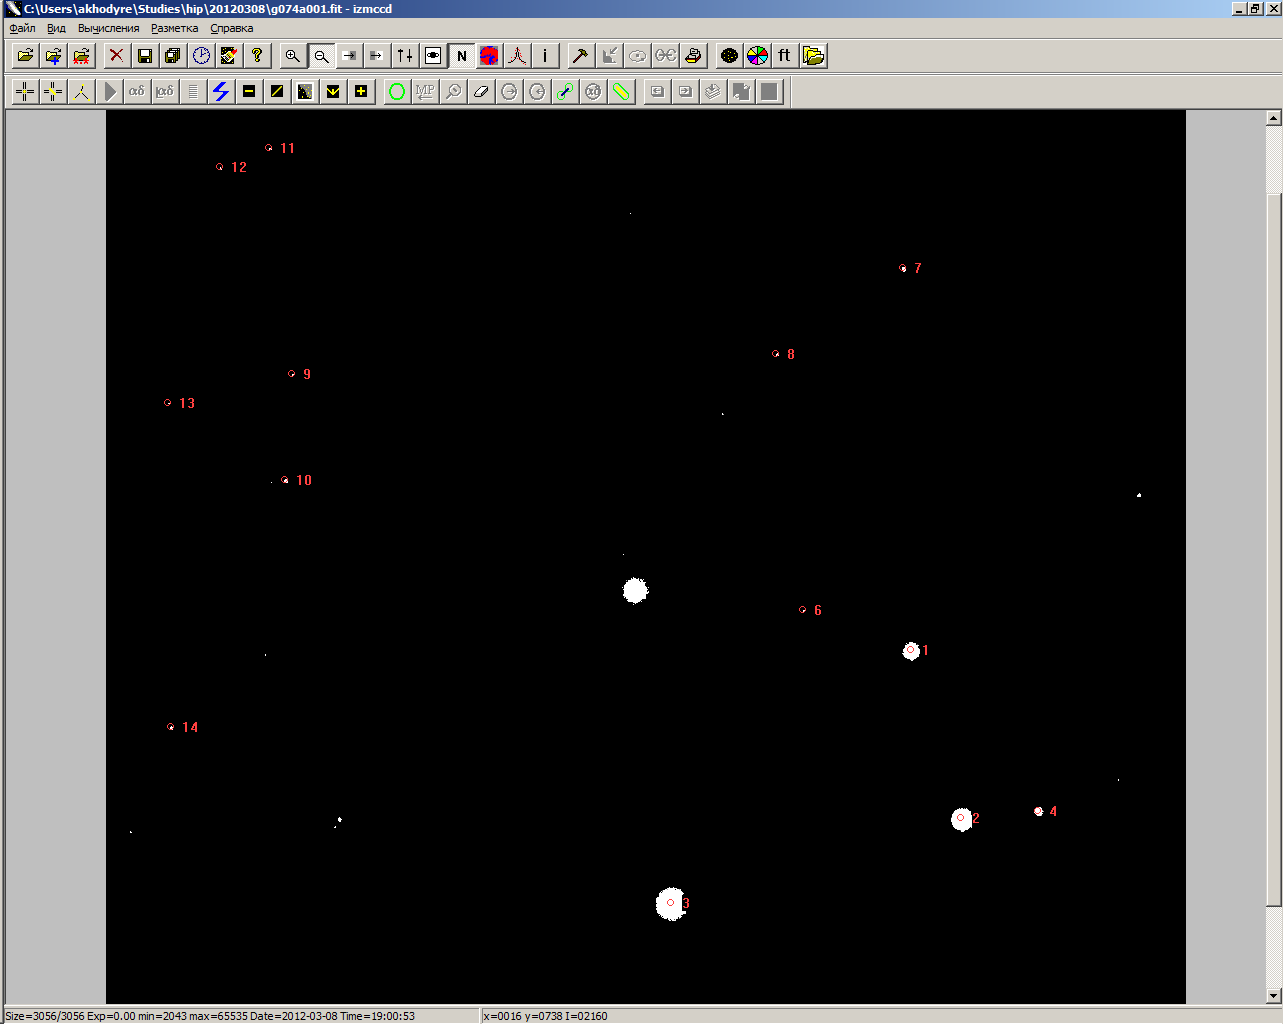 C:\Users\akhodyre\Studies\hip\20120308\g074a001.fit - izmccd
Файл Вид Вычисления Разметка Справка
N i ft
αδ αδ MP αδ
11
12
7
8
9
13
10
6
1
14
4
2
3
Size=3056/3056 Exp=0.00 min=2043 max=65535 Date=2012-03-08 Time=19:00:53 x=0016 y=0738 I=02160